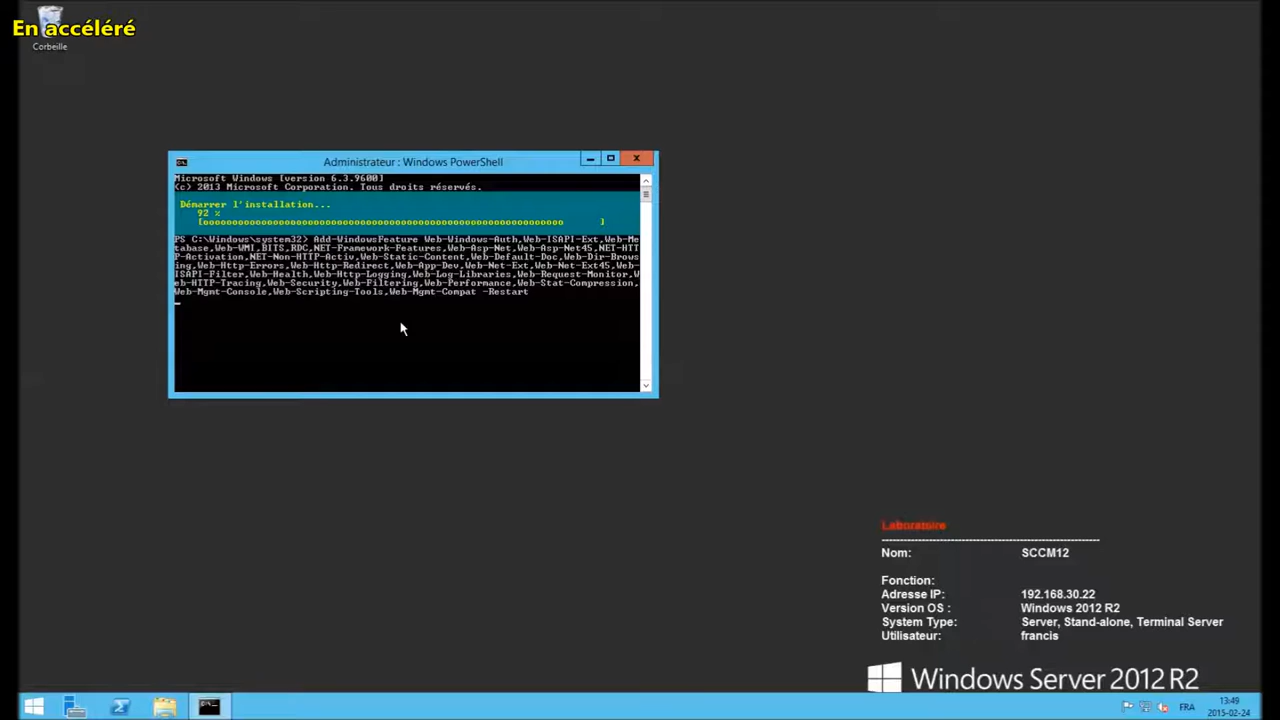 En accéléré
Corbeille
Administrateur : Windows PowerShell
Microsoft Windows [version 6.3.9600]
(c) 2013 Microsoft Corporation. Tous droits réservés.
Démarrer l'installation...
92 %
[oooooooooooooooooooooooooooooooooooooooooooooooooooooooooooooo      ]
PS C:\Windows\system32> Add-WindowsFeature Web-Windows-Auth,Web-ISAPI-Ext,Web-Me
tabase,Web-WMI,BITS,RDC,NET-Framework-Features,Web-Asp-Net,Web-Asp-Net45,NET-HTT
P-Activation,NET-Non-HTTP-Activ,Web-Static-Content,Web-Default-Doc,Web-Dir-Brows
ing,Web-Http-Errors,Web-Http-Redirect,Web-App-Dev,Web-Net-Ext,Web-Net-Ext45,Web-
ISAPI-Filter,Web-Health,Web-Http-Logging,Web-Log-Libraries,Web-Request-Monitor,W
eb-HTTP-Tracing,Web-Security,Web-Filtering,Web-Performance,Web-Stat-Compression,
Web-Mgmt-Console,Web-Scripting-Tools,Web-Mgmt-Compat -Restart
Laboratoire
Nom: SCCM12
Fonction:
Adresse IP: 192.168.30.22
Version OS : Windows 2012 R2
System Type: Server, Stand-alone, Terminal Server
Utilisateur: francis
Windows Server 2012 R2
FRA
13:49
2015-02-24